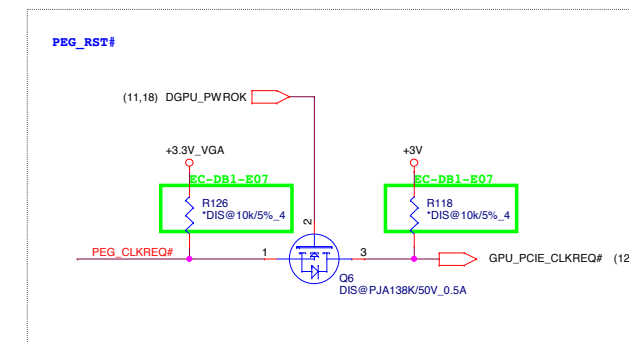 PEG_RST#
(11,18) DGPU_PWROK
+3.3V_VGA
+3V
EC-DB1-E07
EC-DB1-E07
R126
*DIS@10k/5%_4
R118
*DIS@10k/5%_4
2
PEG_CLKREQ#
1
3
GPU_PCIE_CLKREQ# (12
Q6
DIS@PJA138K/50V_0.5A